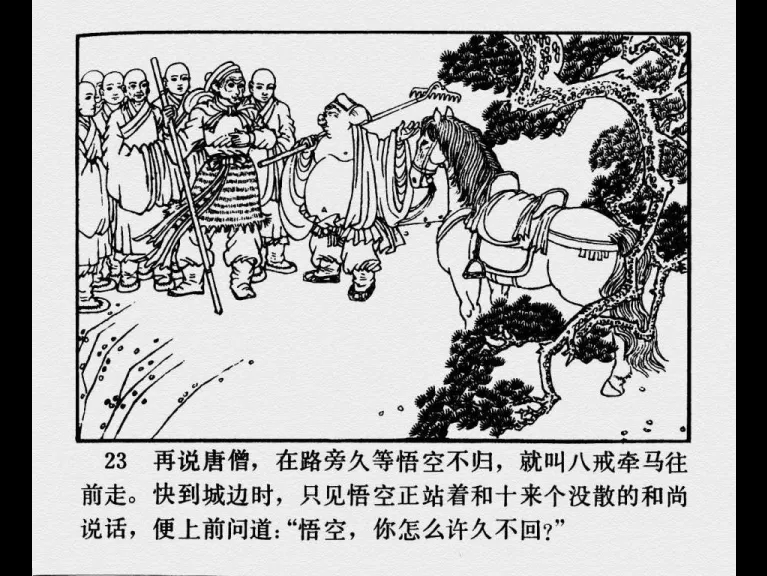 23 再说唐僧，在路旁久等悟空不归，就叫八戒牵马往
前走。快到城边时，只见悟空正站着和十来个没散的和尚
说话，便上前问道：“悟空，你怎么许久不回？”